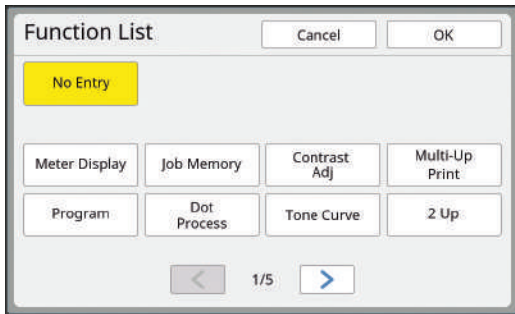 Function List
Cancel
OK
No Entry
Meter Display
Job Memory
Contrast
Adj
Multi-Up
Print
Program
Dot
Process
Tone Curve
2 Up
1/5